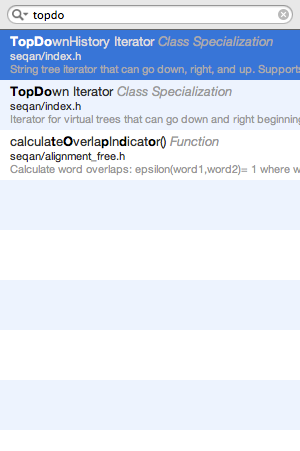 topdo
TopDownHistory Iterator Class Specialization
seqan/index.h
String tree iterator that can go down, right, and up. Supports
TopDown Iterator Class Specialization
seqan/index.h
Iterator for virtual trees that can go down and right beginning
calculateOverlapIndicator() Function
seqan/alignment_free.h
Calculate word overlaps: epsilon(word1,word2)= 1 where w